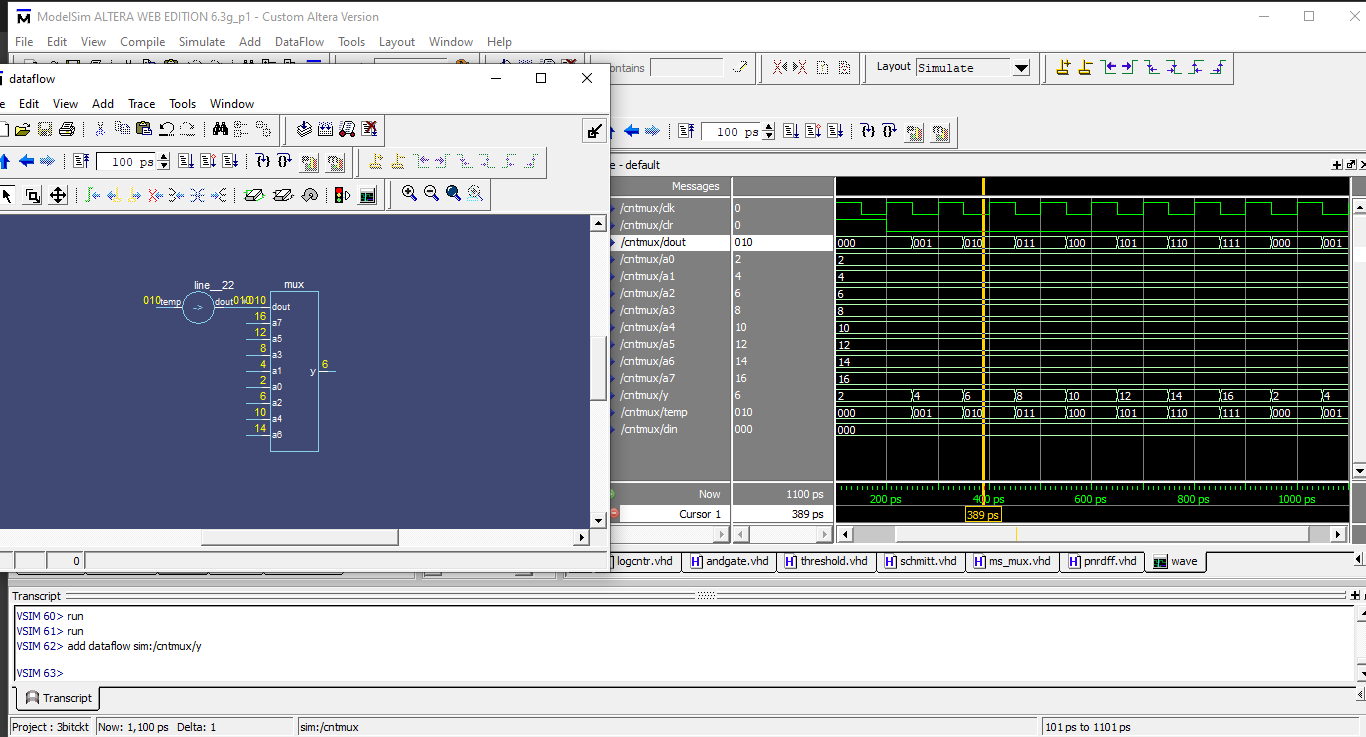 ModelSim ALTERA WEB EDITION 6.3g_p1 - Custom Altera Version
File Edit View Compile Simulate Add DataFlow Tools Layout Window Help
ontains
Layout Simulate
dataflow
e Edit View Add Trace Tools Window
100 ps
100 ps
e - default
Messages
/cntmux/clk 0
/cntmux/clr 0
/cntmux/dout 010 000 001 010 011 100 101 110 111 000 001
/cntmux/a0 2 2
/cntmux/a1 4 4
/cntmux/a2 6 6
/cntmux/a3 8 8
/cntmux/a4 10 10
/cntmux/a5 12 12
/cntmux/a6 14 14
/cntmux/a7 16 16
/cntmux/y 6 2 4 6 8 10 12 14 16 2 4
/cntmux/temp 010 000 001 010 011 100 101 110 111 000 001
/cntmux/din 000 000
Now 1100 ps 200 ps 400 ps 600 ps 800 ps 1000 ps
Cursor 1 389 ps 389 ps
line__22 mux
010 temp -> dout 010 dout
16 a7
12 a5
8 a3
4 a1 y 6
2 a0
6 a2
10 a4
14 a6
0
logcntr.vhd andgate.vhd threshold.vhd schmitt.vhd ms_mux.vhd pnrdff.vhd wave
Transcript
VSIM 60> run
VSIM 61> run
VSIM 62> add dataflow sim:/cntmux/y
VSIM 63>
Transcript
Project : 3bitckt Now: 1,100 ps Delta: 1 sim:/cntmux 101 ps to 1101 ps